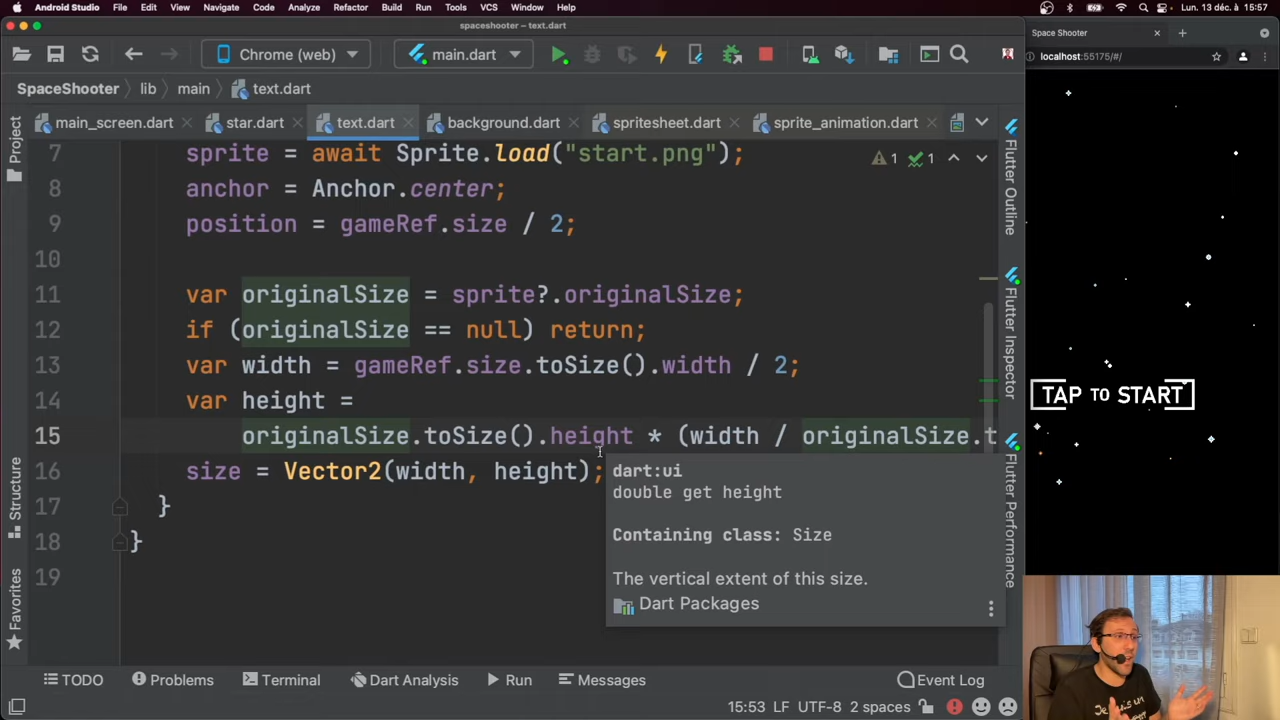 Android Studio File Edit View Navigate Code Analyze Refactor Build Run Tools VCS Window Help Lun. 13 déc. à 15:57
spaceshooter – text.dart
Space Shooter
Chrome (web) main.dart
localhost:55175/#/
SpaceShooter lib main text.dart
Project
main_screen.dart star.dart text.dart background.dart spritesheet.dart sprite_animation.dart
7 sprite = await Sprite.load("start.png"); 1 1
8 anchor = Anchor.center;
9 position = gameRef.size / 2;
10
11 var originalSize = sprite?.originalSize;
12 if (originalSize == null) return;
13 var width = gameRef.size.toSize().width / 2;
14 var height =
15 originalSize.toSize().height * (width / originalSize.t
16 size = Vector2(width, height);
17 }
18 }
19
dart:ui
double get height
Containing class: Size
The vertical extent of this size.
Dart Packages
Structure
Favorites
Flutter Outline
Flutter Inspector
Flutter Performance
TAP TO START
Je suis un
TODO Problems Terminal Dart Analysis Run Messages Event Log
15:53 LF UTF-8 2 spaces